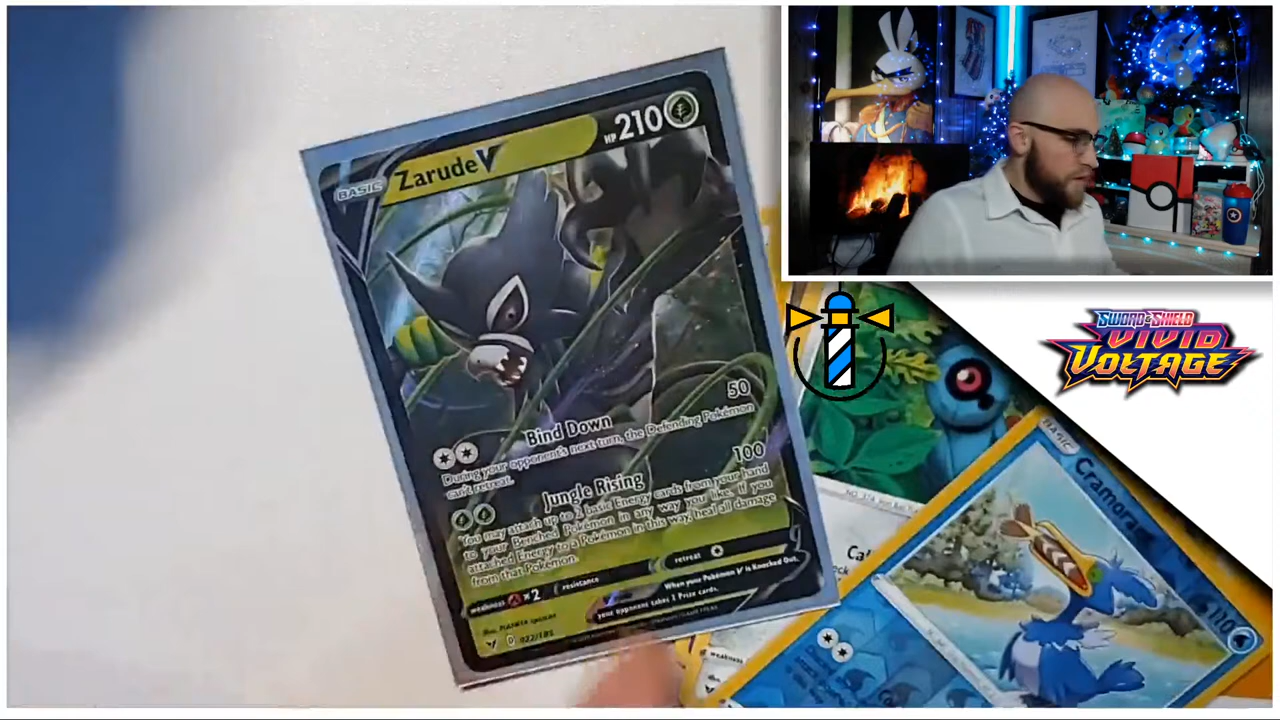 BASIC
Zarude V
HP 210
Bind Down 50
During your opponent's next turn, the Defending Pokémon
can't retreat.
Jungle Rising 100
You may attach up to 2 basic Energy cards from your hand
to your Benched Pokémon in any way you like. If you
attached Energy to a Pokémon in this way, heal all damage
from that Pokémon.
weakness ×2 resistance retreat
When your Pokémon V is Knocked Out,
your opponent takes 2 Prize cards.
D 022/185
SWORD & SHIELD
VIVID
VOLTAGE
BASIC
Cramorant
110
weakness